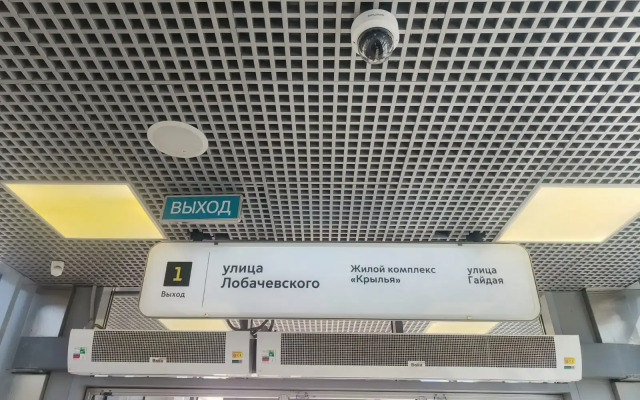 ВЫХОД
1
Выход
улица
Лобачевского
Жилой комплекс
«Крылья»
улица
Гайдая